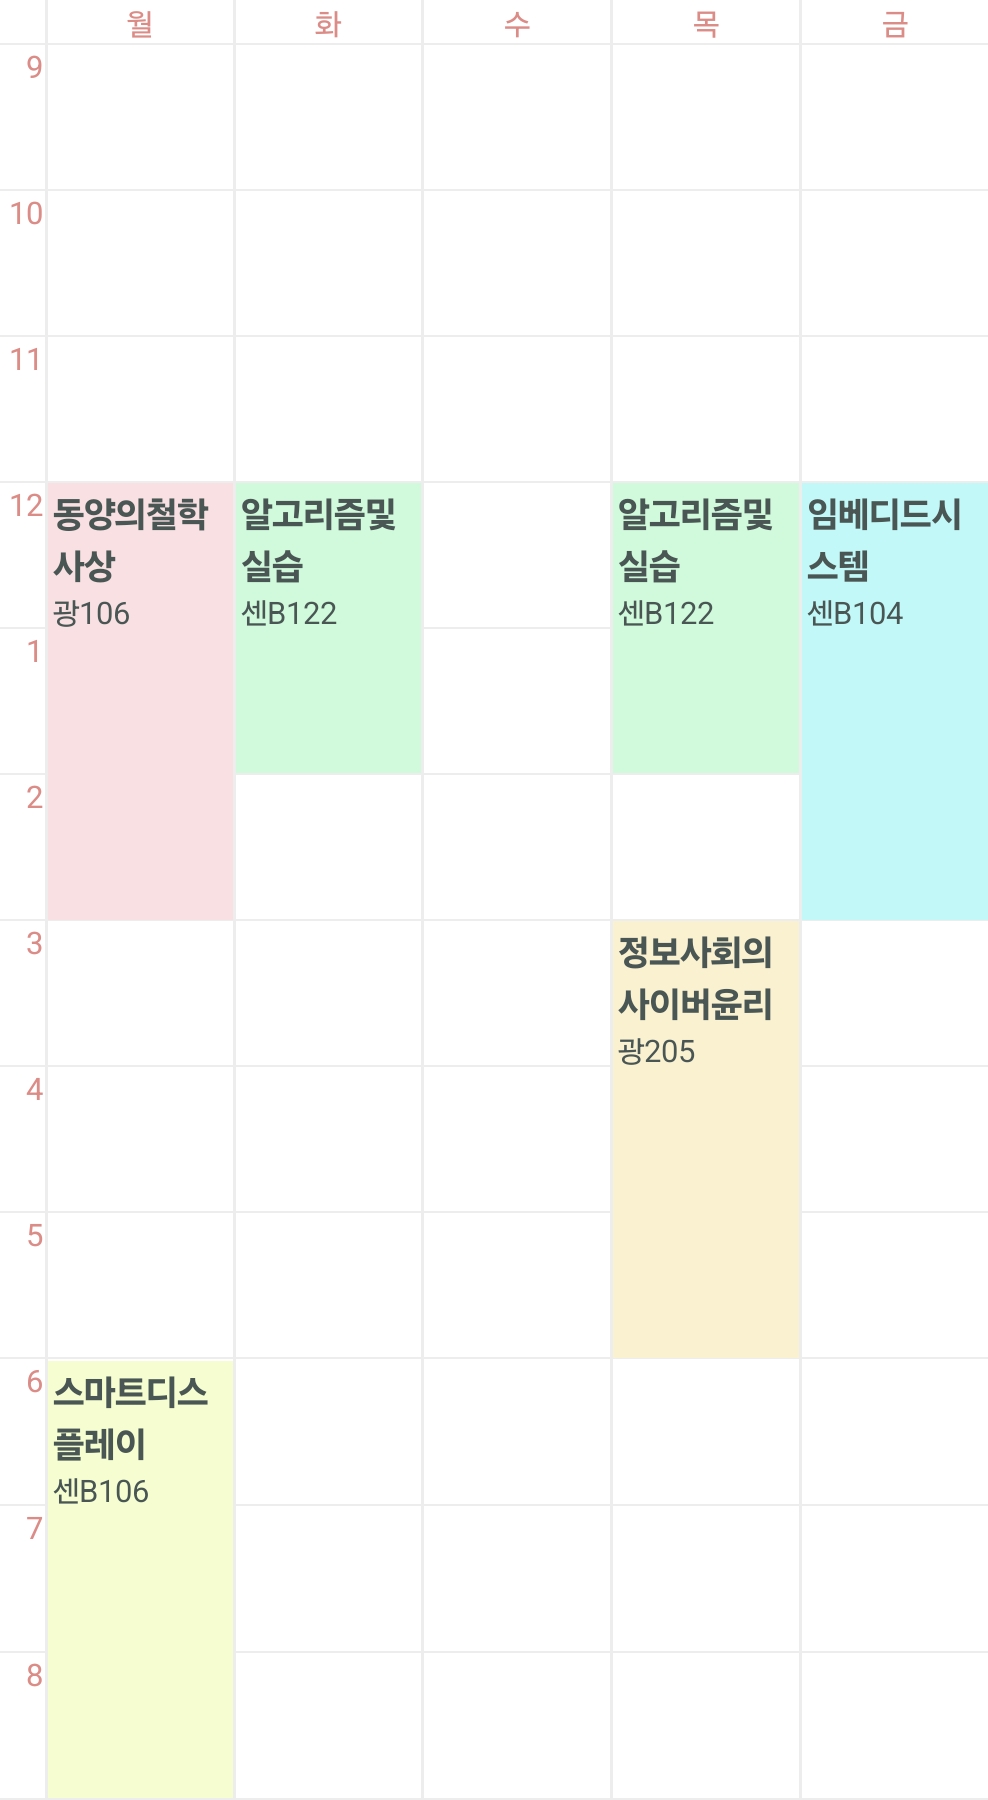 월 화 수 목 금
9
10
11
12
동양의철학
사상
광106
알고리즘및
실습
센B122
알고리즘및
실습
센B122
임베디드시
스템
센B104
1
2
3
정보사회의
사이버윤리
광205
4
5
6
스마트디스
플레이
센B106
7
8